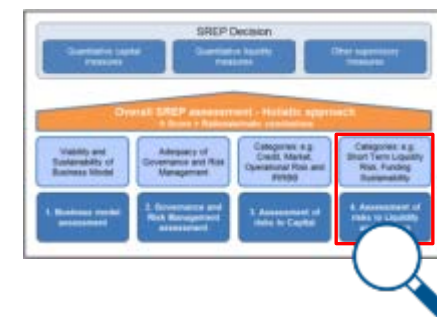 SREP Decision
Quantitative capital
measures
Quantitative liquidity
measures
Other supervisory
measures
Overall SREP assessment - Holistic approach
Viability and
Sustainability of
Business Model
Adequacy of
Governance and Risk
Management
Categories: e.g.
Credit, Market,
Operational Risk and
IRRBB
Categories: e.g.
Short Term Liquidity
Risk, Funding
Sustainability
1. Business model
assessment
2. Governance and
Risk Management
assessment
3. Assessment of
risks to Capital
4. Assessment of
risks to Liquidity